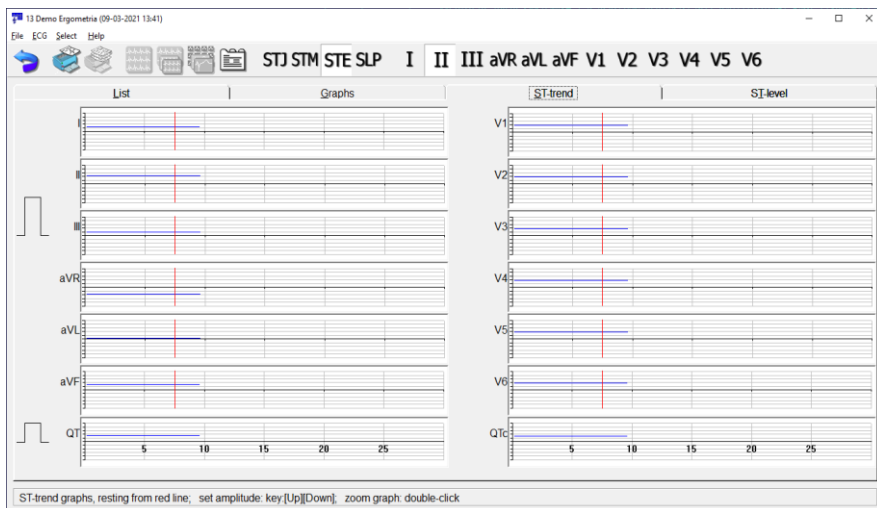 13 Demo Ergometria (09-03-2021 13:41)
File ECG Select Help
STJ STM STE SLP I II III aVR aVL aVF V1 V2 V3 V4 V5 V6
List Graphs ST-trend ST-level
I V1
II V2
III V3
aVR V4
aVL V5
aVF V6
QT QTc
5 10 15 20 25 5 10 15 20 25
ST-trend graphs, resting from red line; set amplitude: key:[Up][Down]; zoom graph: double-click